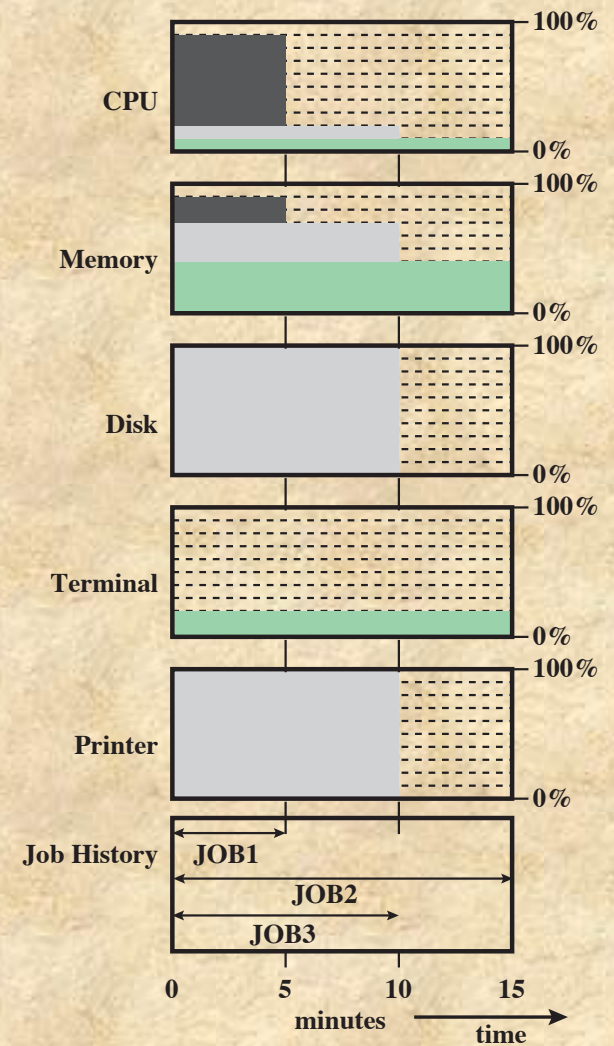 100%
CPU
0%
100%
Memory
0%
100%
Disk
0%
100%
Terminal
0%
100%
Printer
0%
Job History
JOB1
JOB2
JOB3
0 5 10 15
minutes
time